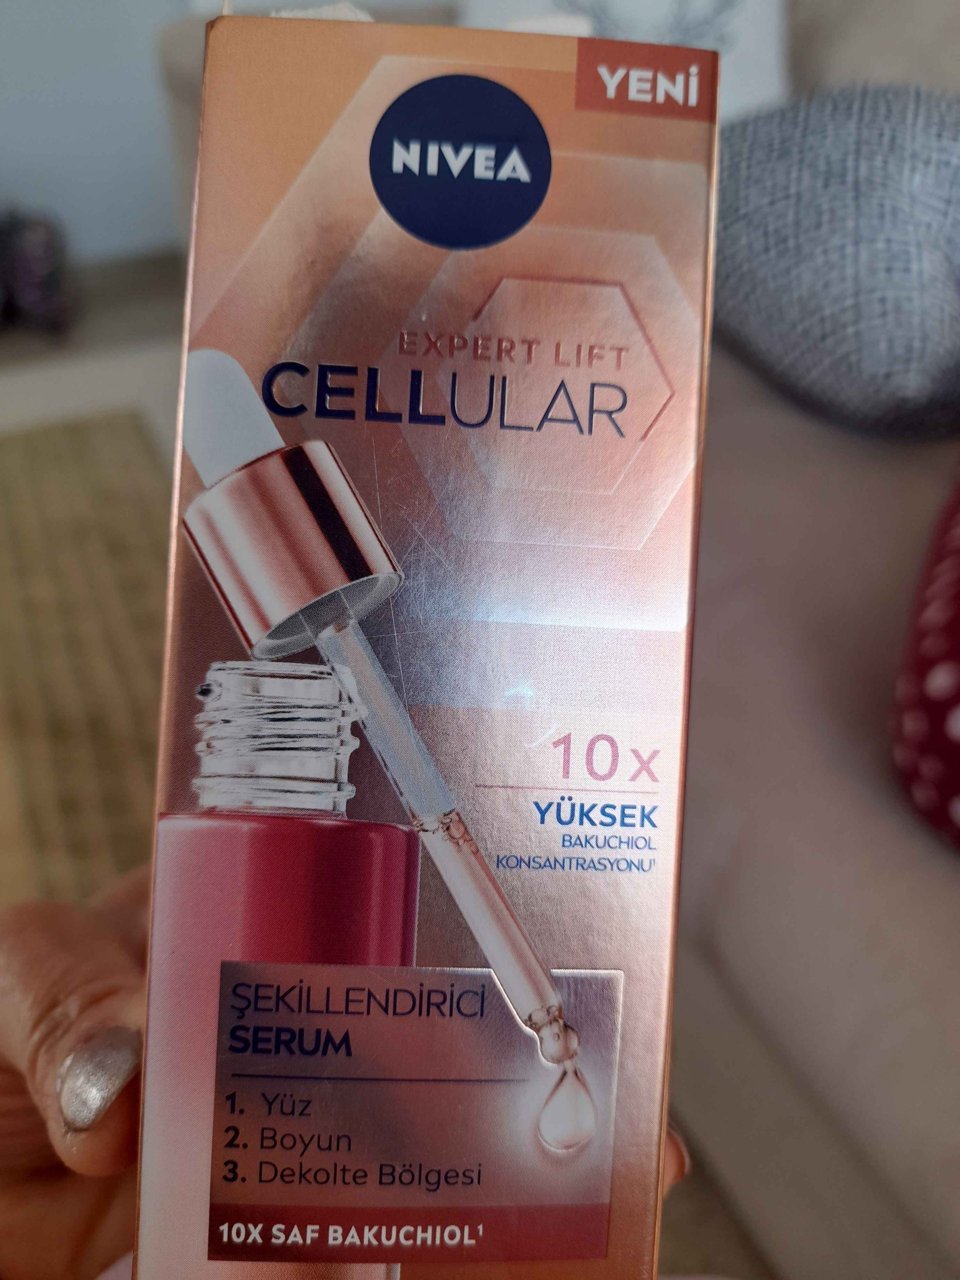 YENİ
NIVEA
EXPERT LIFT
CELLULAR
10x
YÜKSEK
BAKUCHIOL
KONSANTRASYONU¹
ŞEKİLLENDİRİCİ
SERUM
1. Yüz
2. Boyun
3. Dekolte Bölgesi
10X SAF BAKUCHIOL¹